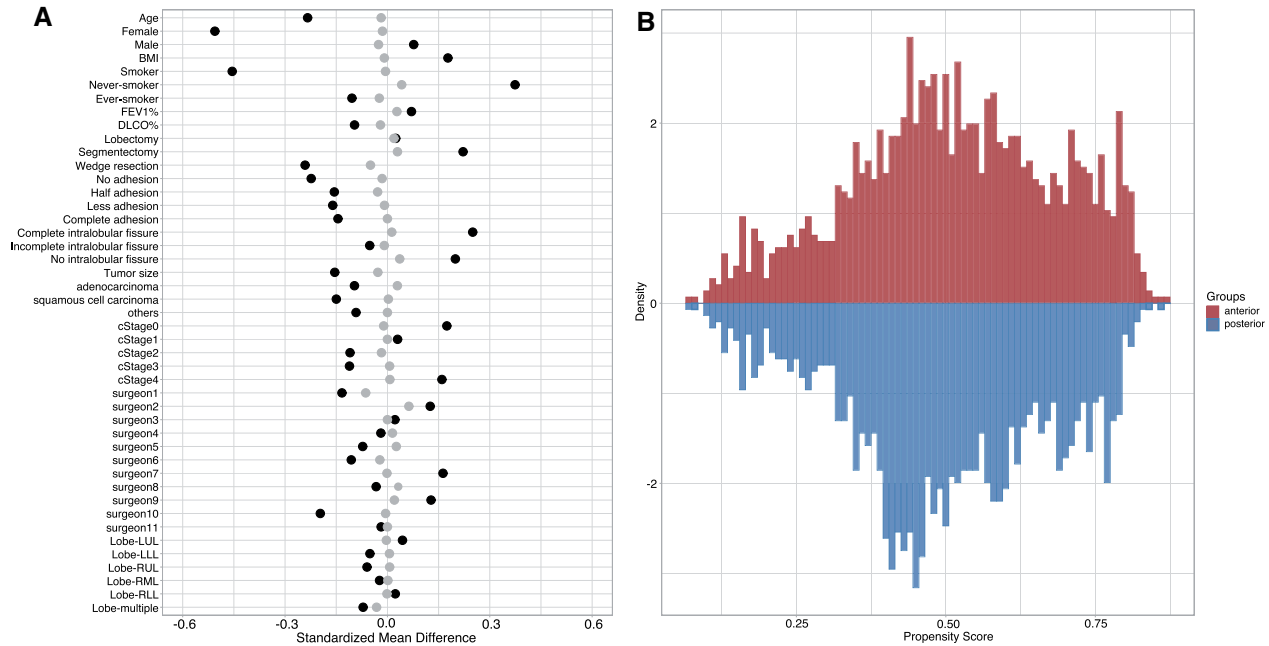 A
Age
Female
Male
BMI
Smoker
Never-smoker
Ever-smoker
FEV1%
DLCO%
Lobectomy
Segmentectomy
Wedge resection
No adhesion
Half adhesion
Less adhesion
Complete adhesion
Complete intralobular fissure
Incomplete intralobular fissure
No intralobular fissure
Tumor size
adenocarcinoma
squamous cell carcinoma
others
cStage0
cStage1
cStage2
cStage3
cStage4
surgeon1
surgeon2
surgeon3
surgeon4
surgeon5
surgeon6
surgeon7
surgeon8
surgeon9
surgeon10
surgeon11
Lobe-LUL
Lobe-LLL
Lobe-RUL
Lobe-RML
Lobe-RLL
Lobe-multiple
-0.6 -0.3 0.0 0.3 0.6
Standardized Mean Difference
B
2
0
-2
Density
0.25 0.50 0.75
Propensity Score
Groups
anterior
posterior